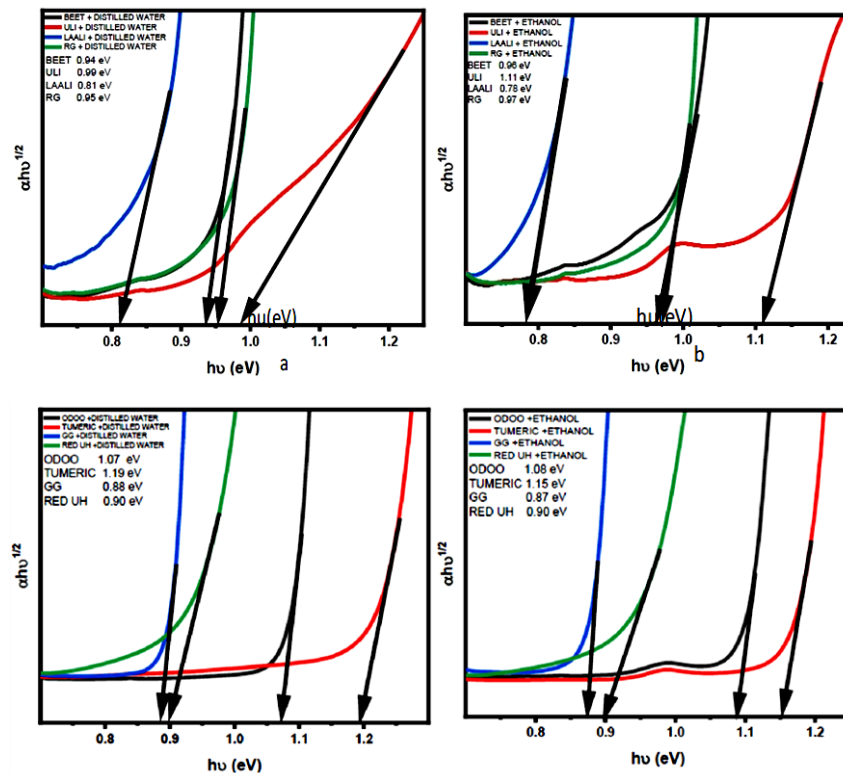 BEET + DISTILLED WATER
ULI + DISTILLED WATER
LAALI + DISTILLED WATER
RG + DISTILLED WATER
BEET 0.94 eV
ULI 0.99 eV
LAALI 0.81 eV
RG 0.95 eV
αhυ^1/2
0.8 0.9 1.0 1.1 1.2
hυ(eV)
hυ (eV)
a
BEET + ETHANOL
ULI + ETHANOL
LAALI + ETHANOL
RG + ETHANOL
BEET 0.96 eV
ULI 1.11 eV
LAALI 0.78 eV
RG 0.97 eV
αhυ^1/2
0.8 0.9 1.0 1.1 1.2
hυ(eV)
hυ (eV)
b
ODOO +DISTILLED WATER
TUMERIC +DISTILLED WATER
GG +DISTILLED WATER
RED UH +DISTILLED WATER
ODOO 1.07 eV
TUMERIC 1.19 eV
GG 0.88 eV
RED UH 0.90 eV
αhυ^1/2
0.8 0.9 1.0 1.1 1.2
hυ (eV)
ODOO +ETHANOL
TUMERIC +ETHANOL
GG +ETHANOL
RED UH +ETHANOL
ODOO 1.08 eV
TUMERIC 1.15 eV
GG 0.87 eV
RED UH 0.90 eV
αhυ^1/2
0.8 0.9 1.0 1.1 1.2
hυ (eV)